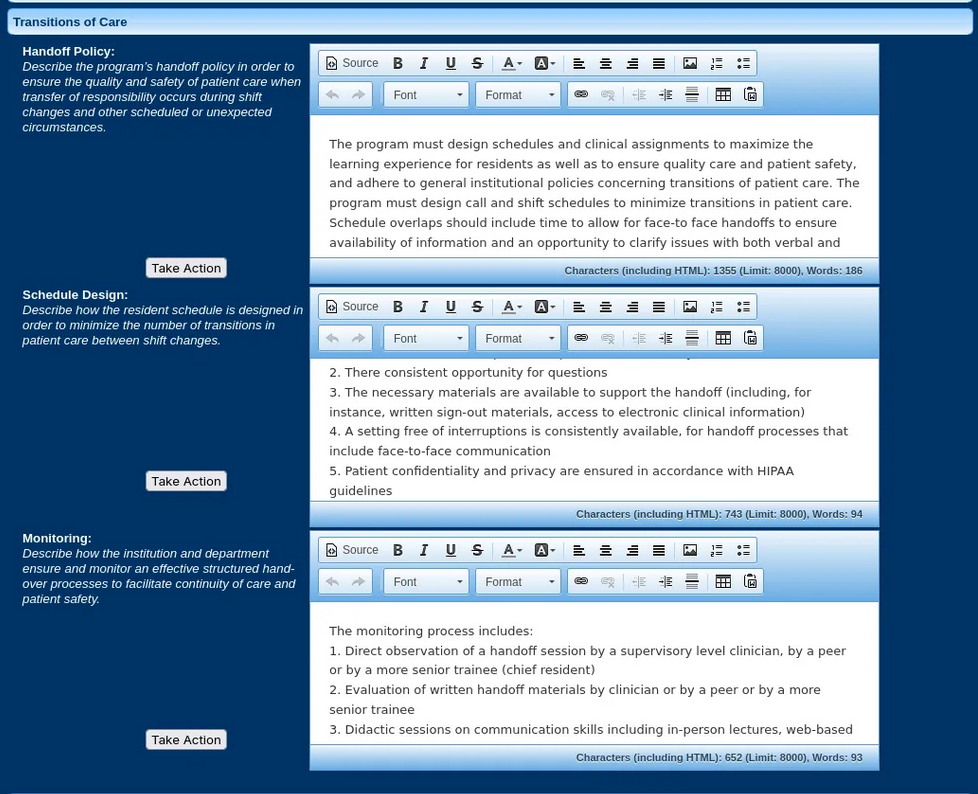 Transitions of Care
Handoff Policy:
Describe the program's handoff policy in order to
ensure the quality and safety of patient care when
transfer of responsibility occurs during shift
changes and other scheduled or unexpected
circumstances.
Take Action
Source
Font
Format
The program must design schedules and clinical assignments to maximize the
learning experience for residents as well as to ensure quality care and patient safety,
and adhere to general institutional policies concerning transitions of patient care. The
program must design call and shift schedules to minimize transitions in patient care.
Schedule overlaps should include time to allow for face-to face handoffs to ensure
availability of information and an opportunity to clarify issues with both verbal and
Characters (including HTML): 1355 (Limit: 8000), Words: 186
Schedule Design:
Describe how the resident schedule is designed in
order to minimize the number of transitions in
patient care between shift changes.
Take Action
Source
Font
Format
2. There consistent opportunity for questions
3. The necessary materials are available to support the handoff (including, for
instance, written sign-out materials, access to electronic clinical information)
4. A setting free of interruptions is consistently available, for handoff processes that
include face-to-face communication
5. Patient confidentiality and privacy are ensured in accordance with HIPAA
guidelines
Characters (including HTML): 743 (Limit: 8000), Words: 94
Monitoring:
Describe how the institution and department
ensure and monitor an effective structured hand-
over processes to facilitate continuity of care and
patient safety.
Take Action
Source
Font
Format
The monitoring process includes:
1. Direct observation of a handoff session by a supervisory level clinician, by a peer
or by a more senior trainee (chief resident)
2. Evaluation of written handoff materials by clinician or by a peer or by a more
senior trainee
3. Didactic sessions on communication skills including in-person lectures, web-based
Characters (including HTML): 652 (Limit: 8000), Words: 93